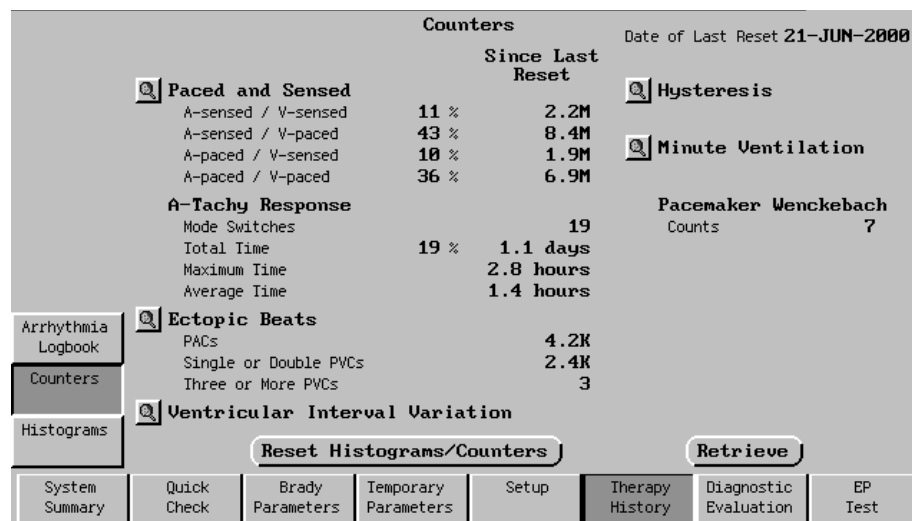 Counters
Date of Last Reset 21-JUN-2000
Since Last
Reset
Paced and Sensed
A-sensed / V-sensed 11 % 2.2M
A-sensed / V-paced 43 % 8.4M
A-paced / V-sensed 10 % 1.9M
A-paced / V-paced 36 % 6.9M
Hysteresis
Minute Ventilation
A-Tachy Response
Mode Switches 19
Total Time 19 % 1.1 days
Maximum Time 2.8 hours
Average Time 1.4 hours
Pacemaker Wenckebach
Counts 7
Ectopic Beats
PACs 4.2K
Single or Double PVCs 2.4K
Three or More PVCs 3
Ventricular Interval Variation
Arrhythmia
Logbook
Counters
Histograms
Reset Histograms/Counters
Retrieve
System
Summary
Quick
Check
Brady
Parameters
Temporary
Parameters
Setup
Therapy
History
Diagnostic
Evaluation
EP
Test